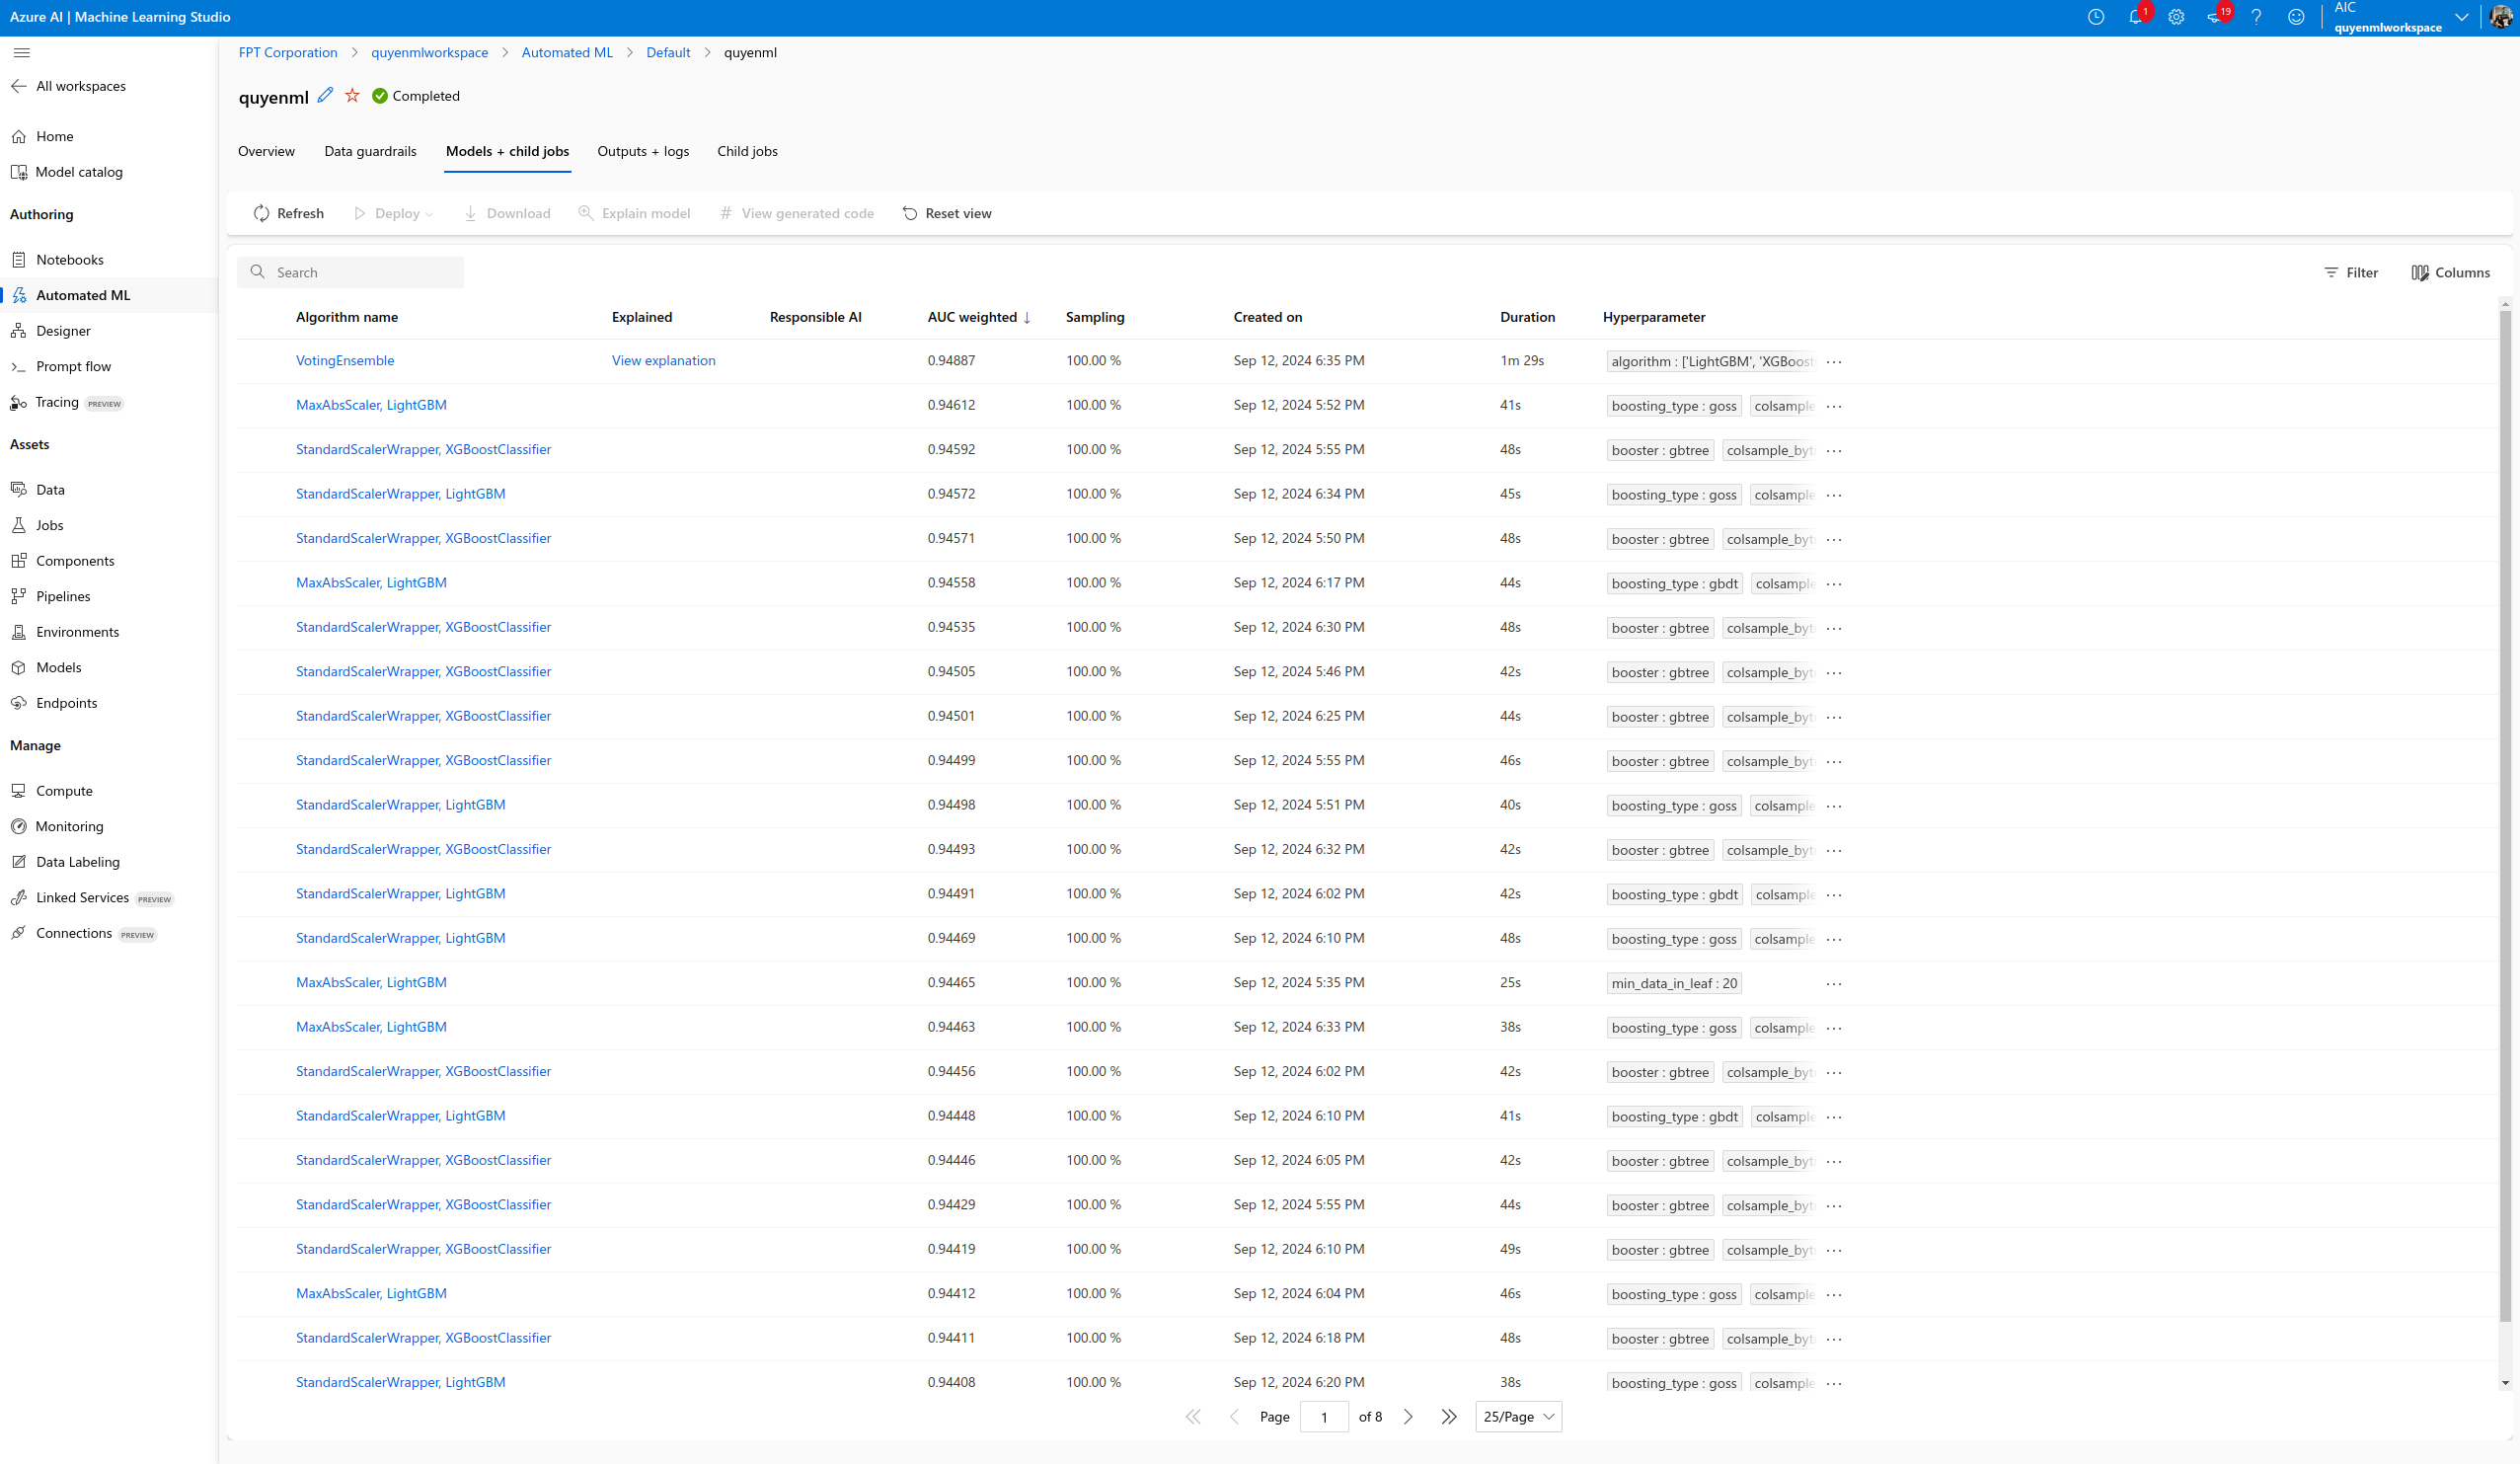 Azure AI | Machine Learning Studio
1
19
AIC
quyenmlworkspace
All workspaces
Home
Model catalog
Authoring
Notebooks
Automated ML
Designer
Prompt flow
Tracing PREVIEW
Assets
Data
Jobs
Components
Pipelines
Environments
Models
Endpoints
Manage
Compute
Monitoring
Data Labeling
Linked Services PREVIEW
Connections PREVIEW
FPT Corporation > quyenmlworkspace > Automated ML > Default > quyenml
quyenml Completed
Overview Data guardrails Models + child jobs Outputs + logs Child jobs
Refresh Deploy Download Explain model # View generated code Reset view
Search Filter Columns
Algorithm name Explained Responsible AI AUC weighted ↓ Sampling Created on Duration Hyperparameter
VotingEnsemble View explanation 0.94887 100.00 % Sep 12, 2024 6:35 PM 1m 29s algorithm : ['LightGBM', 'XGBoost ...
MaxAbsScaler, LightGBM 0.94612 100.00 % Sep 12, 2024 5:52 PM 41s boosting_type : goss colsample ...
StandardScalerWrapper, XGBoostClassifier 0.94592 100.00 % Sep 12, 2024 5:55 PM 48s booster : gbtree colsample_byt ...
StandardScalerWrapper, LightGBM 0.94572 100.00 % Sep 12, 2024 6:34 PM 45s boosting_type : goss colsample ...
StandardScalerWrapper, XGBoostClassifier 0.94571 100.00 % Sep 12, 2024 5:50 PM 48s booster : gbtree colsample_byt ...
MaxAbsScaler, LightGBM 0.94558 100.00 % Sep 12, 2024 6:17 PM 44s boosting_type : gbdt colsample ...
StandardScalerWrapper, XGBoostClassifier 0.94535 100.00 % Sep 12, 2024 6:30 PM 48s booster : gbtree colsample_byt ...
StandardScalerWrapper, XGBoostClassifier 0.94505 100.00 % Sep 12, 2024 5:46 PM 42s booster : gbtree colsample_byt ...
StandardScalerWrapper, XGBoostClassifier 0.94501 100.00 % Sep 12, 2024 6:25 PM 44s booster : gbtree colsample_byt ...
StandardScalerWrapper, XGBoostClassifier 0.94499 100.00 % Sep 12, 2024 5:55 PM 46s booster : gbtree colsample_byt ...
StandardScalerWrapper, LightGBM 0.94498 100.00 % Sep 12, 2024 5:51 PM 40s boosting_type : goss colsample ...
StandardScalerWrapper, XGBoostClassifier 0.94493 100.00 % Sep 12, 2024 6:32 PM 42s booster : gbtree colsample_byt ...
StandardScalerWrapper, LightGBM 0.94491 100.00 % Sep 12, 2024 6:02 PM 42s boosting_type : gbdt colsample ...
StandardScalerWrapper, LightGBM 0.94469 100.00 % Sep 12, 2024 6:10 PM 48s boosting_type : goss colsample ...
MaxAbsScaler, LightGBM 0.94465 100.00 % Sep 12, 2024 5:35 PM 25s min_data_in_leaf : 20 ...
MaxAbsScaler, LightGBM 0.94463 100.00 % Sep 12, 2024 6:33 PM 38s boosting_type : goss colsample ...
StandardScalerWrapper, XGBoostClassifier 0.94456 100.00 % Sep 12, 2024 6:02 PM 42s booster : gbtree colsample_byt ...
StandardScalerWrapper, LightGBM 0.94448 100.00 % Sep 12, 2024 6:10 PM 41s boosting_type : gbdt colsample ...
StandardScalerWrapper, XGBoostClassifier 0.94446 100.00 % Sep 12, 2024 6:05 PM 42s booster : gbtree colsample_byt ...
StandardScalerWrapper, XGBoostClassifier 0.94429 100.00 % Sep 12, 2024 5:55 PM 44s booster : gbtree colsample_byt ...
StandardScalerWrapper, XGBoostClassifier 0.94419 100.00 % Sep 12, 2024 6:10 PM 49s booster : gbtree colsample_byt ...
MaxAbsScaler, LightGBM 0.94412 100.00 % Sep 12, 2024 6:04 PM 46s boosting_type : goss colsample ...
StandardScalerWrapper, XGBoostClassifier 0.94411 100.00 % Sep 12, 2024 6:18 PM 48s booster : gbtree colsample_byt ...
StandardScalerWrapper, LightGBM 0.94408 100.00 % Sep 12, 2024 6:20 PM 38s boosting_type : goss colsample ...
Page 1 of 8 25/Page